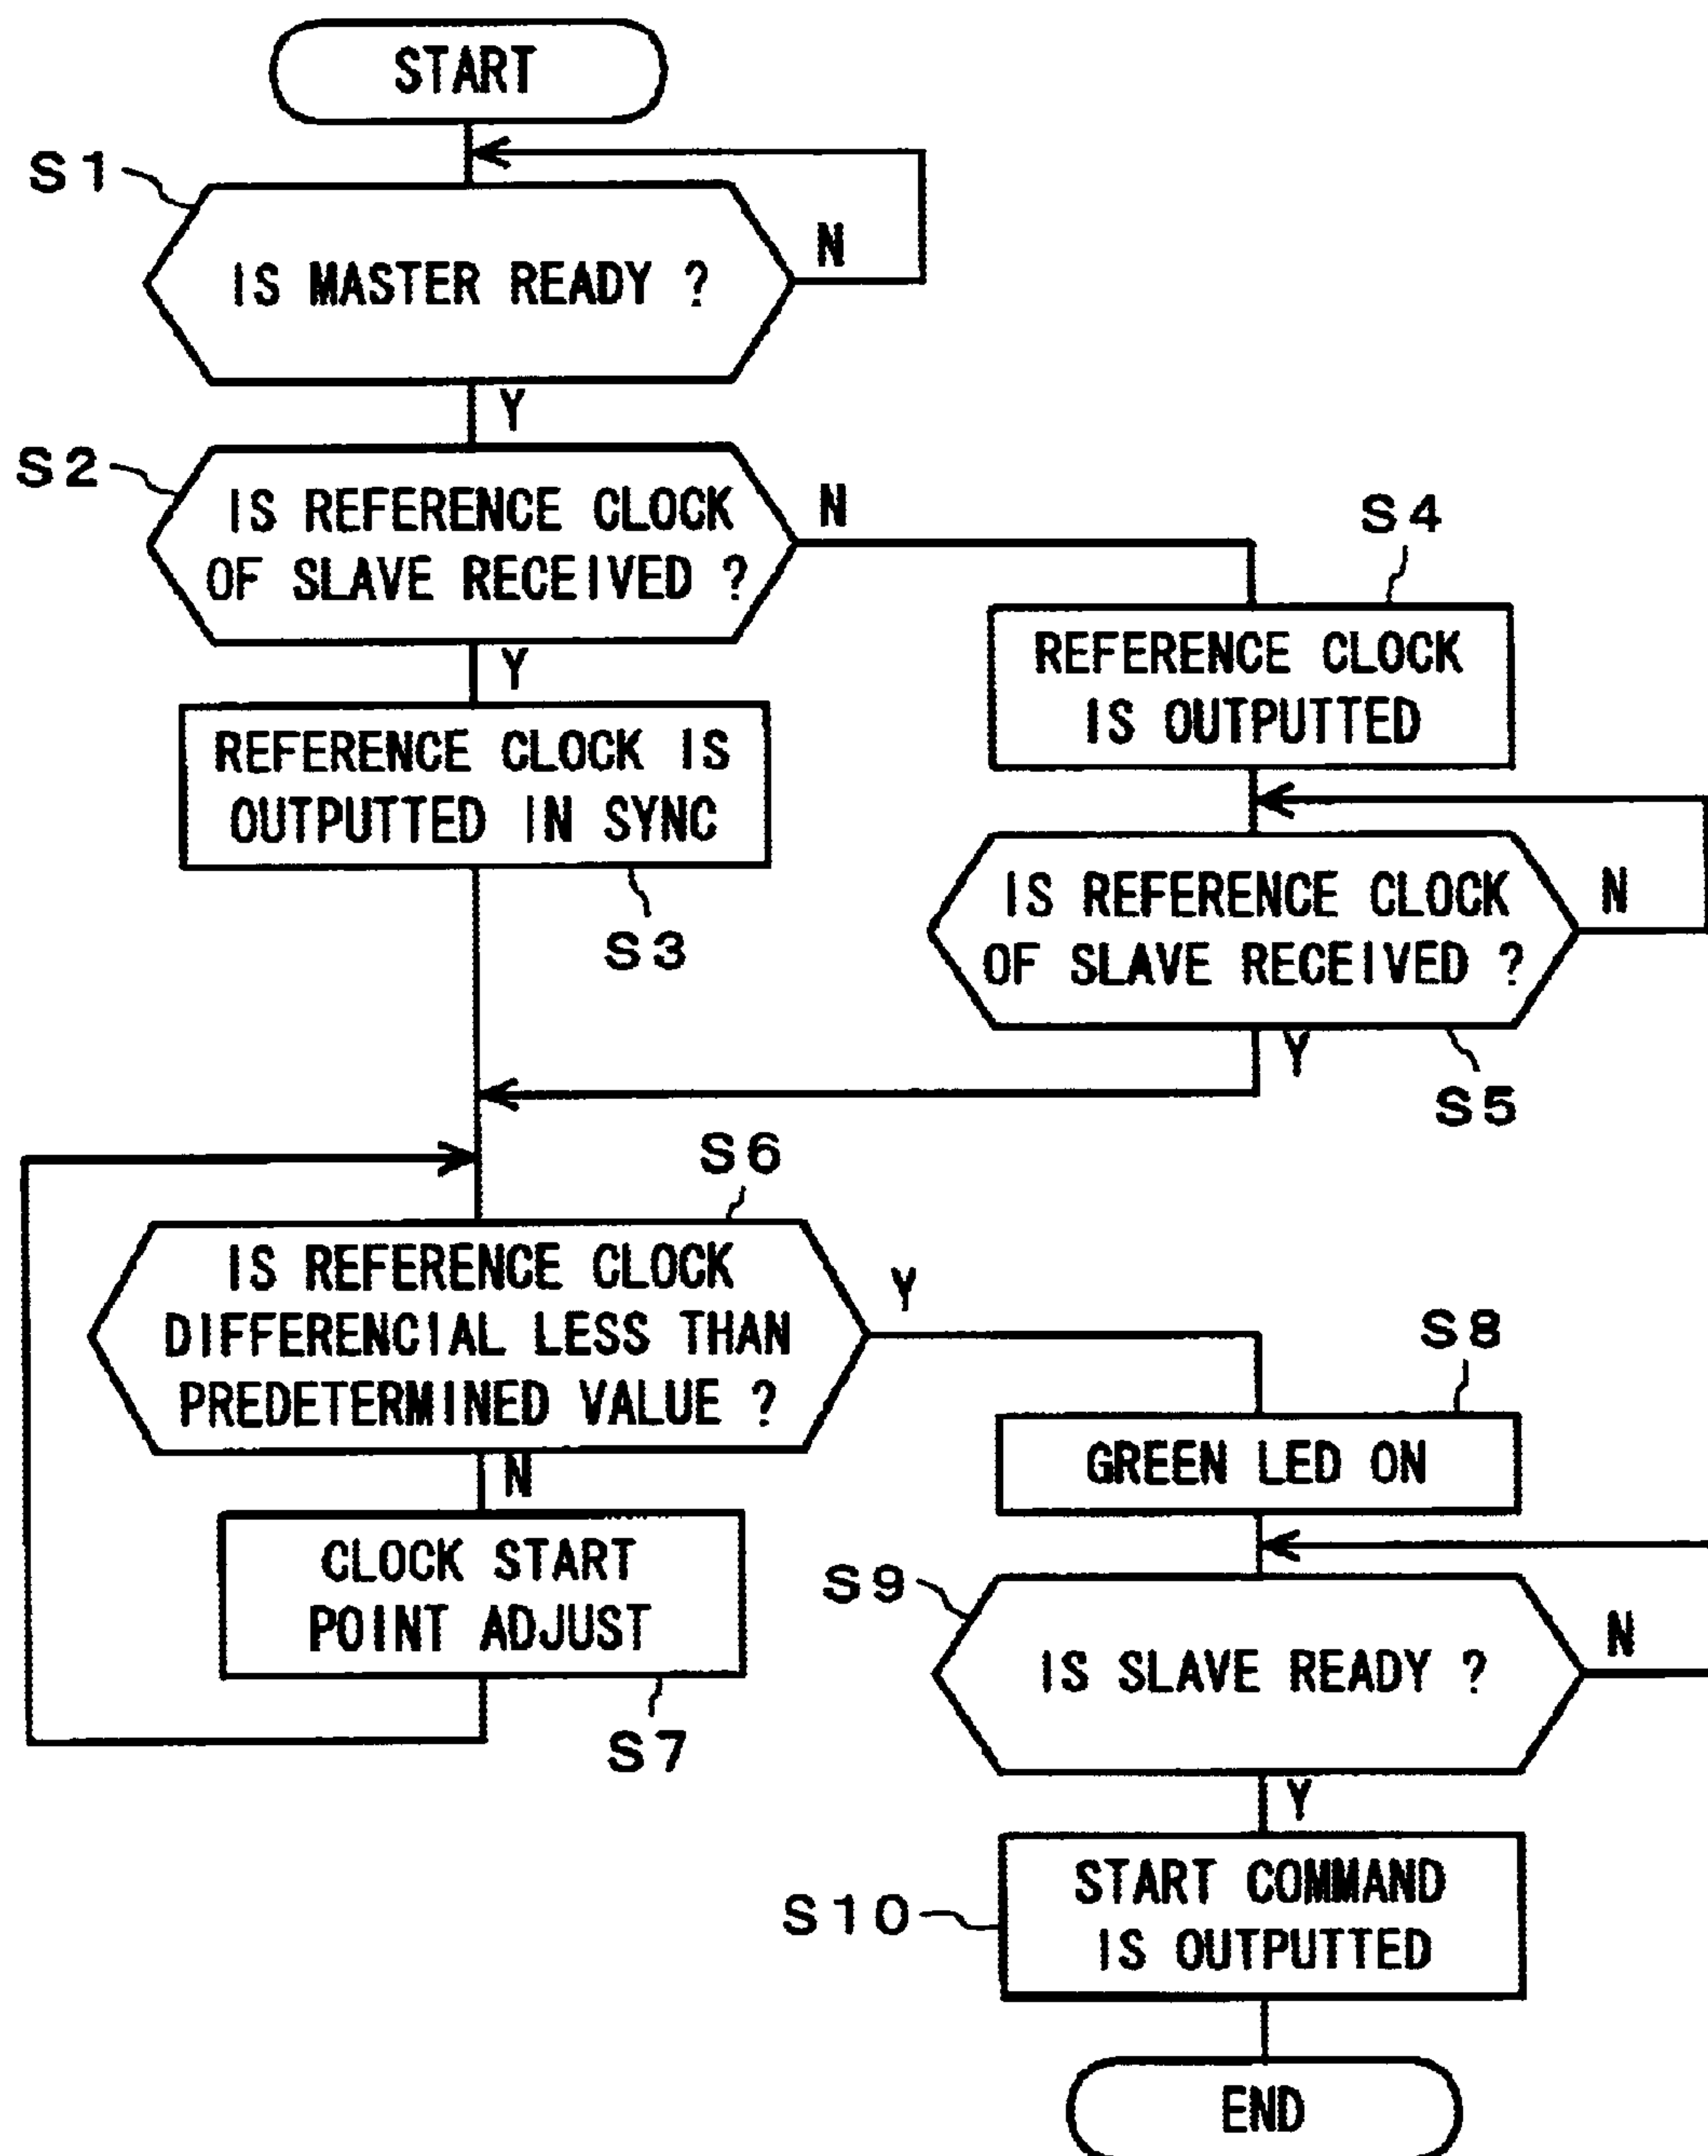 START
S1
IS MASTER READY ?
N
Y
S2
IS REFERENCE CLOCK
OF SLAVE RECEIVED ?
N
Y
S4
REFERENCE CLOCK
IS OUTPUTTED
REFERENCE CLOCK IS
OUTPUTTED IN SYNC
S3
IS REFERENCE CLOCK
OF SLAVE RECEIVED ?
N
Y
S5
S6
IS REFERENCE CLOCK
DIFFERENCIAL LESS THAN
PREDETERMINED VALUE ?
Y
N
S8
GREEN LED ON
CLOCK START
POINT ADJUST
S7
S9
IS SLAVE READY ?
N
Y
S10
START COMMAND
IS OUTPUTTED
END